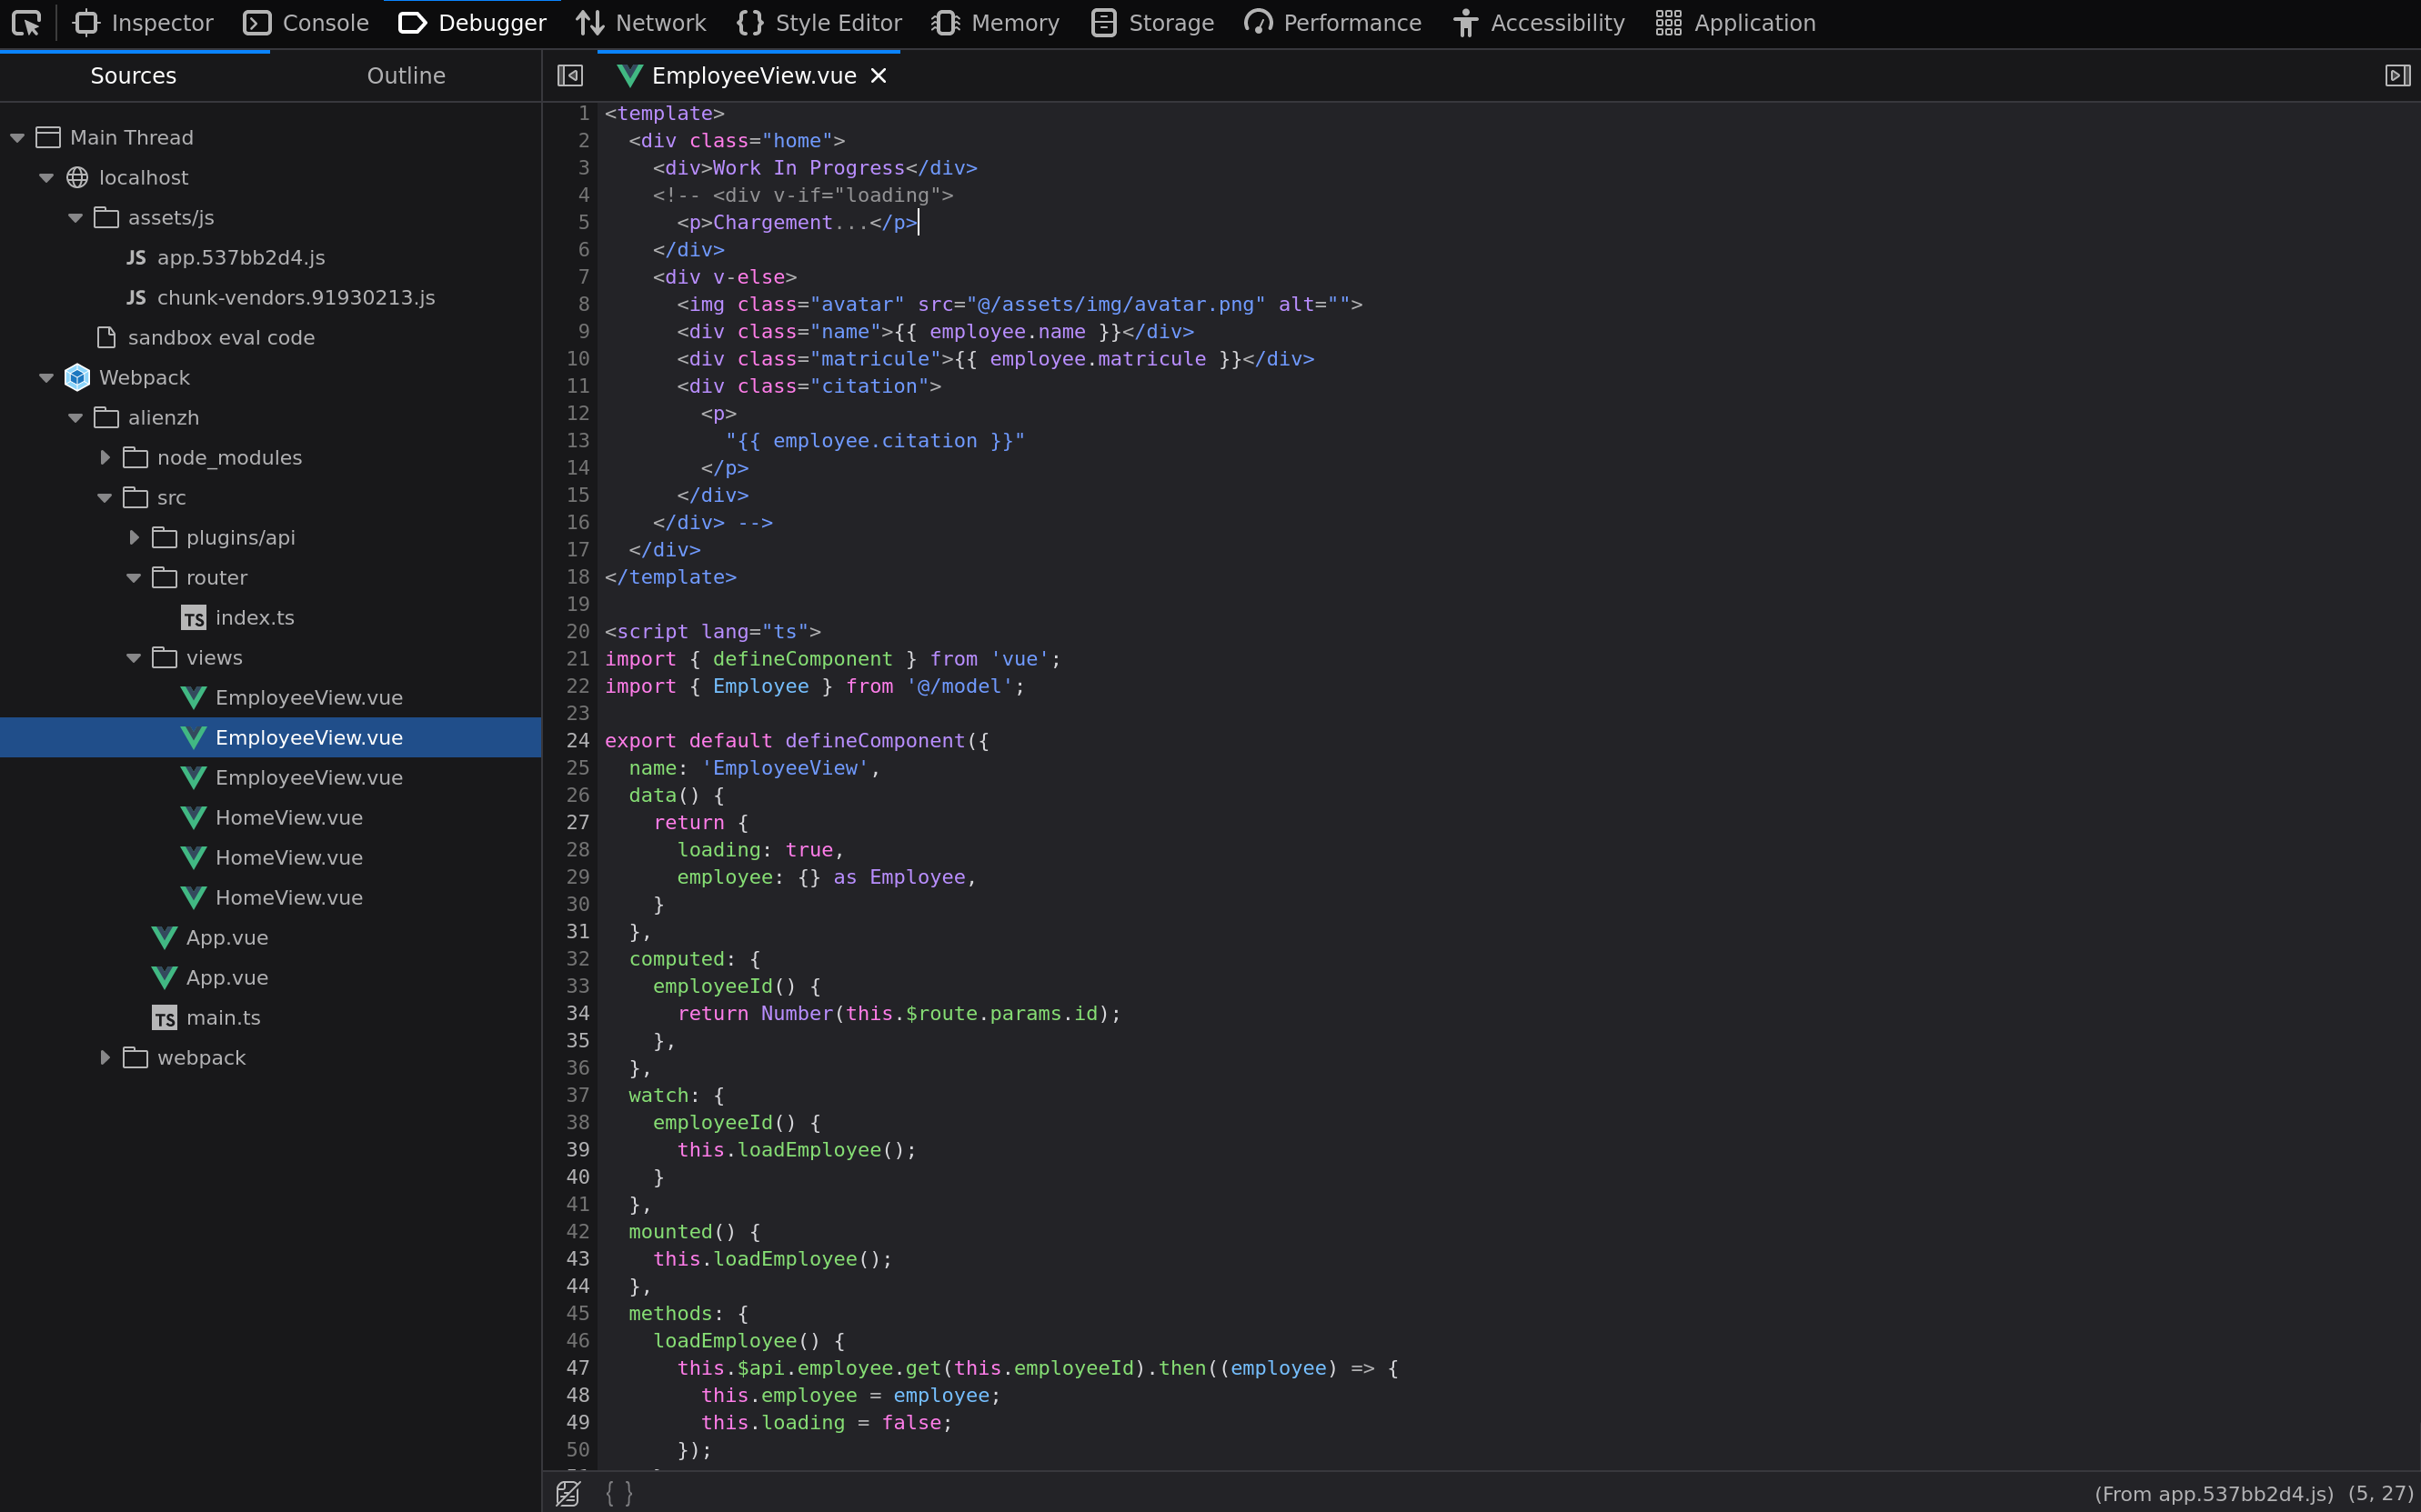 Inspector Console Debugger Network Style Editor Memory Storage Performance Accessibility Application
Sources Outline
EmployeeView.vue
Main Thread
localhost
assets/js
JS app.537bb2d4.js
JS chunk-vendors.91930213.js
sandbox eval code
Webpack
alienzh
node_modules
src
plugins/api
router
TS index.ts
views
EmployeeView.vue
EmployeeView.vue
EmployeeView.vue
HomeView.vue
HomeView.vue
HomeView.vue
App.vue
App.vue
TS main.ts
webpack
1 <template>
2   <div class="home">
3     <div>Work In Progress</div>
4     <!-- <div v-if="loading">
5       <p>Chargement...</p>
6     </div>
7     <div v-else>
8       <img class="avatar" src="@/assets/img/avatar.png" alt="">
9       <div class="name">{{ employee.name }}</div>
10       <div class="matricule">{{ employee.matricule }}</div>
11       <div class="citation">
12         <p>
13           "{{ employee.citation }}"
14         </p>
15       </div>
16     </div> -->
17   </div>
18 </template>
19
20 <script lang="ts">
21 import { defineComponent } from 'vue';
22 import { Employee } from '@/model';
23
24 export default defineComponent({
25   name: 'EmployeeView',
26   data() {
27     return {
28       loading: true,
29       employee: {} as Employee,
30     }
31   },
32   computed: {
33     employeeId() {
34       return Number(this.$route.params.id);
35     },
36   },
37   watch: {
38     employeeId() {
39       this.loadEmployee();
40     }
41   },
42   mounted() {
43     this.loadEmployee();
44   },
45   methods: {
46     loadEmployee() {
47       this.$api.employee.get(this.employeeId).then((employee) => {
48         this.employee = employee;
49         this.loading = false;
50       });
{ } (From app.537bb2d4.js) (5, 27)